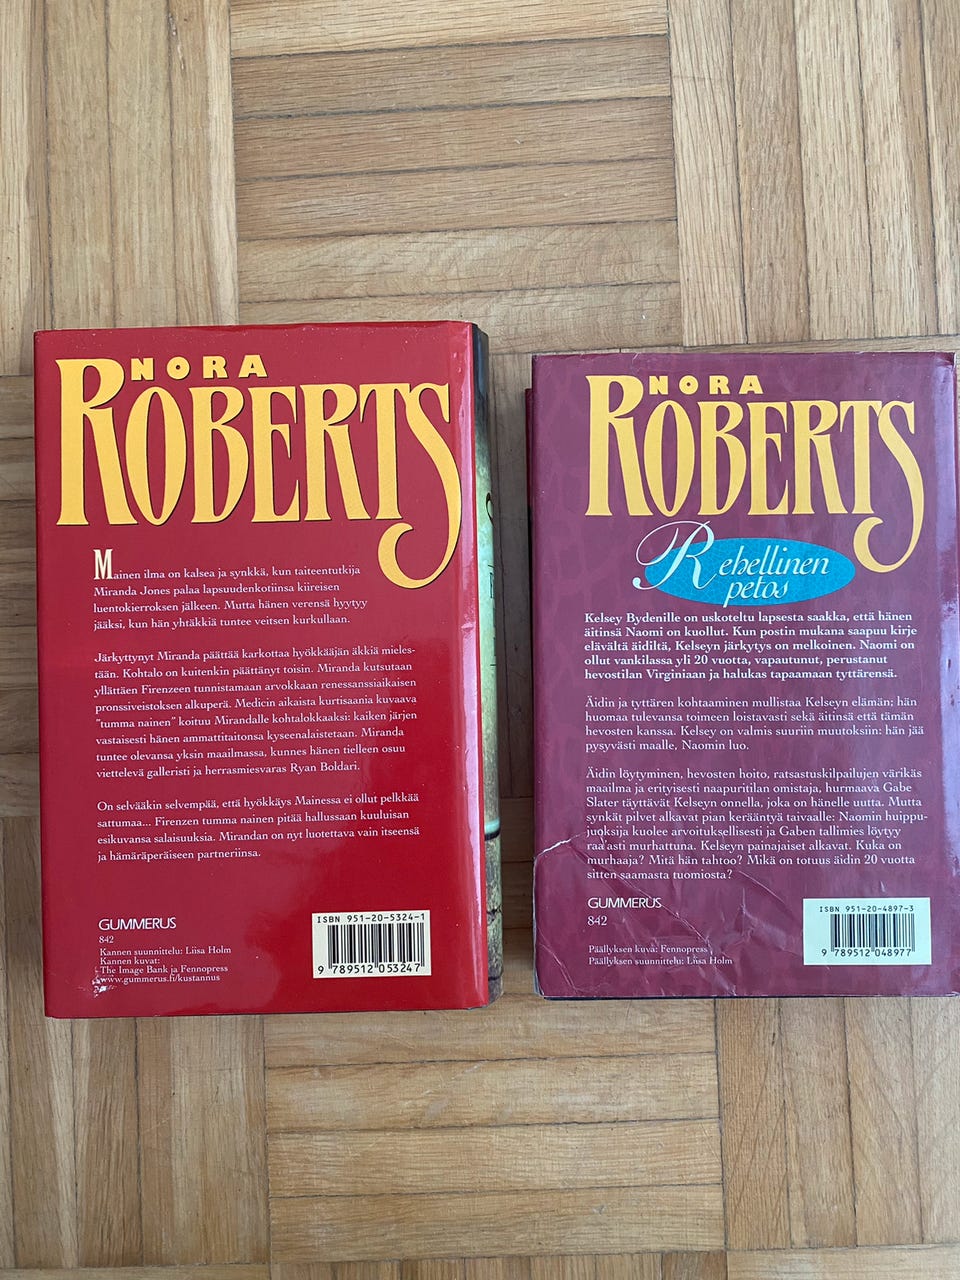 NORA
ROBERTS
Mainen ilma on kalsea ja synkkä, kun taiteentutkija
Miranda Jones palaa lapsuudenkotiinsa kiireisen
luentokierroksen jälkeen. Mutta hänen verensä hyytyy
jääksi, kun hän yhtäkkiä tuntee veitsen kurkullaan.
Järkyttynyt Miranda päättää karkottaa hyökkääjän äkkiä mieles-
tään. Kohtalo on kuitenkin päättänyt toisin. Miranda kutsutaan
yllättäen Firenzeen tunnistamaan arvokkaan renessanssiaikaisen
pronssiveistoksen alkuperä. Medicin aikaista kurtisaania kuvaava
"tumma nainen" koituu Mirandalle kohtalokkaaksi: kaiken järjen
vastaisesti hänen ammattitaitonsa kyseenalaistetaan. Miranda
tuntee olevansa yksin maailmassa, kunnes hänen tielleen osuu
viettelevä galleristi ja herrasmiesvaras Ryan Boldari.
On selvääkin selvempää, että hyökkäys Mainessa ei ollut pelkkää
sattumaa... Firenzen tumma nainen pitää hallussaan kuuluisan
esikuvansa salaisuuksia. Mirandan on nyt luotettava vain itseensä
ja hämäräperäiseen partneriinsa.
GUMMERUS
842
Kannen suunnittelu: Liisa Holm
Kannen kuvat:
The Image Bank ja Fennopress
www.gummerus.fi/kustannus
ISBN 951-20-5324-1
9 789512 053247
NORA
ROBERTS
Rehellinen
petos
Kelsey Bydenille on uskoteltu lapsesta saakka, että hänen
äitinsä Naomi on kuollut. Kun postin mukana saapuu kirje
elävältä äidiltä, Kelseyn järkytys on melkoinen. Naomi on
ollut vankilassa yli 20 vuotta, vapautunut, perustanut
hevostilan Virginiaan ja halukas tapaamaan tyttärensä.
Äidin ja tyttären kohtaaminen mullistaa Kelseyn elämän; hän
huomaa tulevansa toimeen loistavasti sekä äitinsä että tämän
hevosten kanssa. Kelsey on valmis suuriin muutoksiin: hän jää
pysyvästi maalle, Naomin luo.
Äidin löytyminen, hevosten hoito, ratsastuskilpailujen värikäs
maailma ja erityisesti naapuritilan omistaja, hurmaava Gabe
Slater täyttävät Kelseyn onnella, joka on hänelle uutta. Mutta
synkät pilvet alkavat pian kerääntyä taivaalle: Naomin huippu-
juoksija kuolee arvoituksellisesti ja Gaben tallimies löytyy
raa'asti murhattuna. Kelseyn painajaiset alkavat. Kuka on
murhaaja? Mitä hän tahtoo? Mikä on totuus äidin 20 vuotta
sitten saamasta tuomiosta?
GUMMERUS
842
Päällyksen kuva: Fennopress
Päällyksen suunnittelu: Liisa Holm
ISBN 951-20-4897-3
9 789512 048977